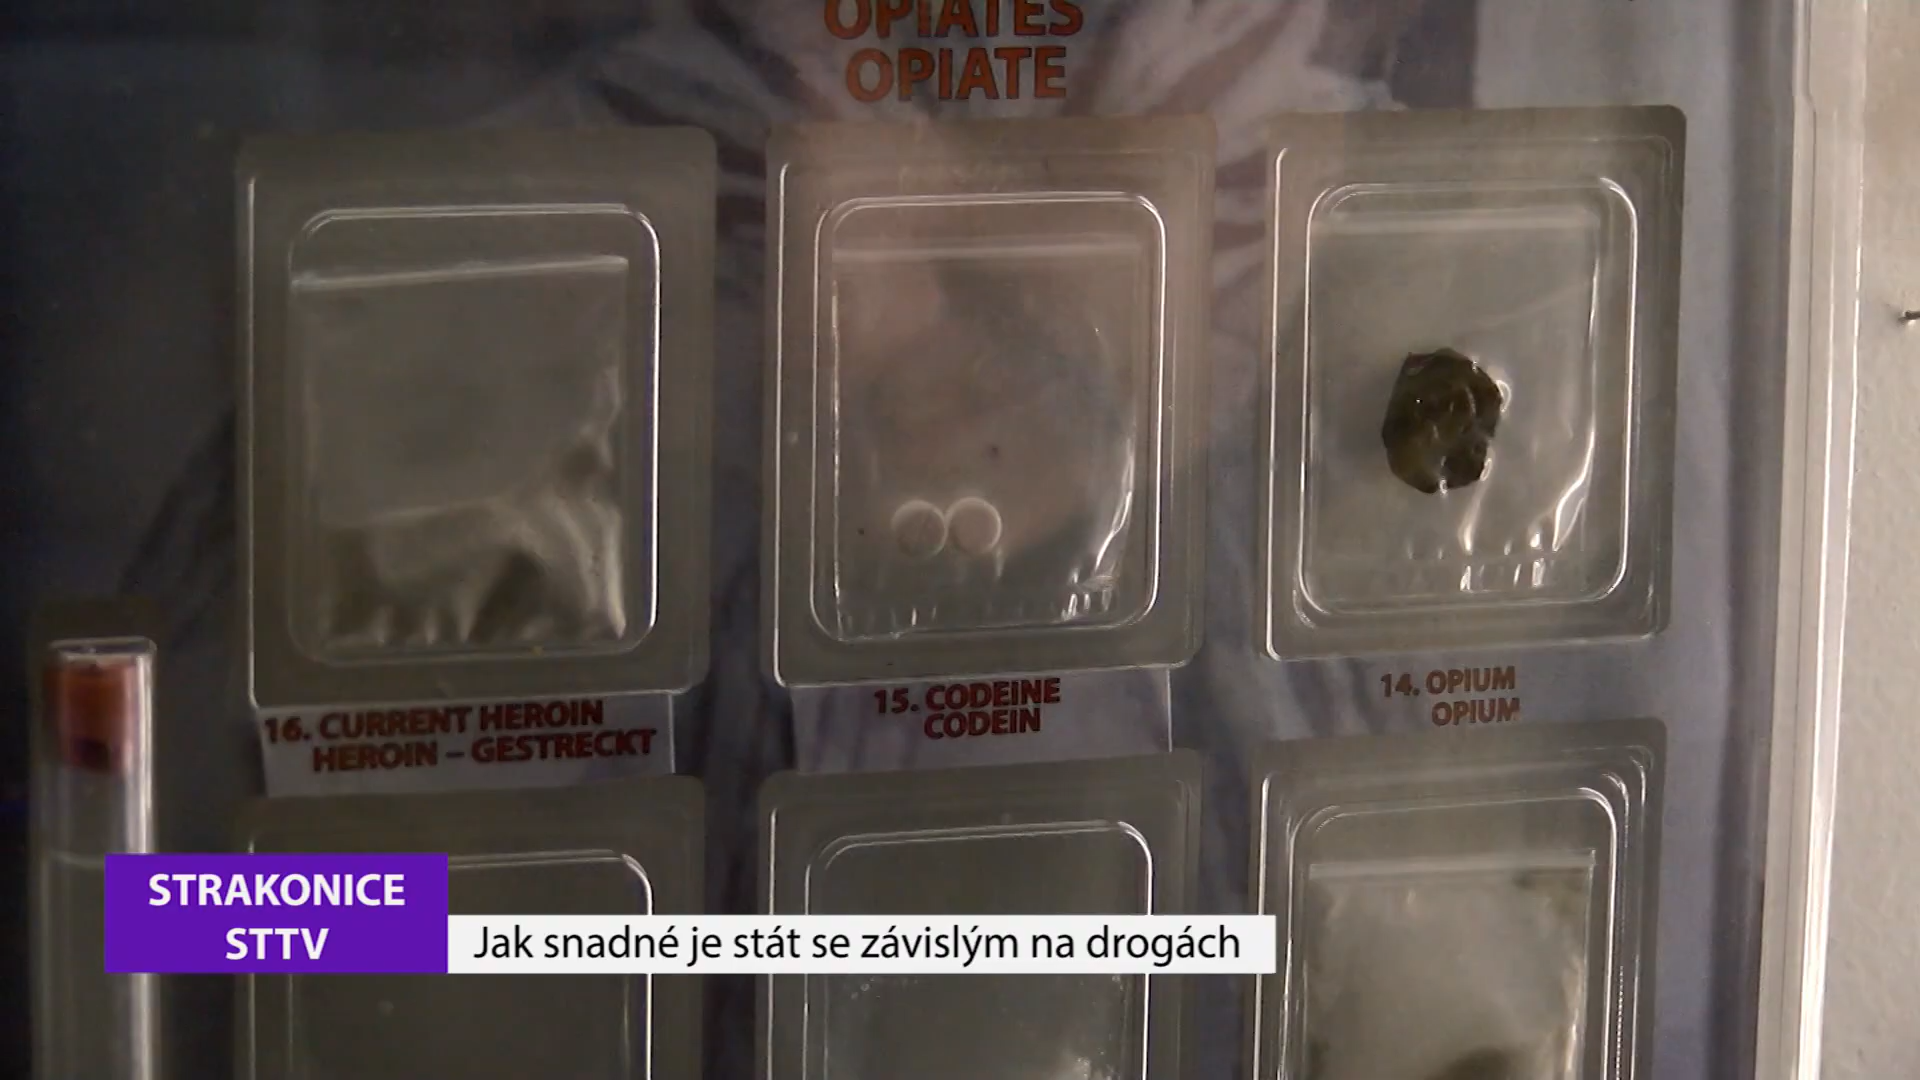 OPIATES
OPIATE
16. CURRENT HEROIN
HEROIN – GESTRECKT
15. CODEINE
CODEIN
14. OPIUM
OPIUM
STRAKONICE
STTV
Jak snadné je stát se závislým na drogách